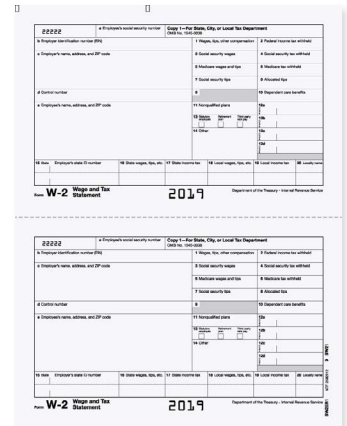 22222
a Employee's social security number
Copy 1—For State, City, or Local Tax Department
OMB No. 1545-0008
b Employer identification number (EIN)
1 Wages, tips, other compensation
2 Federal income tax withheld
c Employer's name, address, and ZIP code
3 Social security wages
4 Social security tax withheld
5 Medicare wages and tips
6 Medicare tax withheld
7 Social security tips
8 Allocated tips
d Control number
9
10 Dependent care benefits
e Employee's name, address, and ZIP code
11 Nonqualified plans
12a
13 Statutory employee Retirement plan Third-party sick pay
12b
14 Other
12c
12d
15 State Employer's state ID number
16 State wages, tips, etc.
17 State income tax
18 Local wages, tips, etc.
19 Local income tax
20 Locality name
Form W-2 Wage and Tax Statement
2019
Department of the Treasury - Internal Revenue Service
22222
a Employee's social security number
Copy 1—For State, City, or Local Tax Department
OMB No. 1545-0008
b Employer identification number (EIN)
1 Wages, tips, other compensation
2 Federal income tax withheld
c Employer's name, address, and ZIP code
3 Social security wages
4 Social security tax withheld
5 Medicare wages and tips
6 Medicare tax withheld
7 Social security tips
8 Allocated tips
d Control number
9
10 Dependent care benefits
e Employee's name, address, and ZIP code
11 Nonqualified plans
12a
13 Statutory employee Retirement plan Third-party sick pay
12b
14 Other
12c
12d
15 State Employer's state ID number
16 State wages, tips, etc.
17 State income tax
18 Local wages, tips, etc.
19 Local income tax
20 Locality name
Form W-2 Wage and Tax Statement
2019
Department of the Treasury - Internal Revenue Service